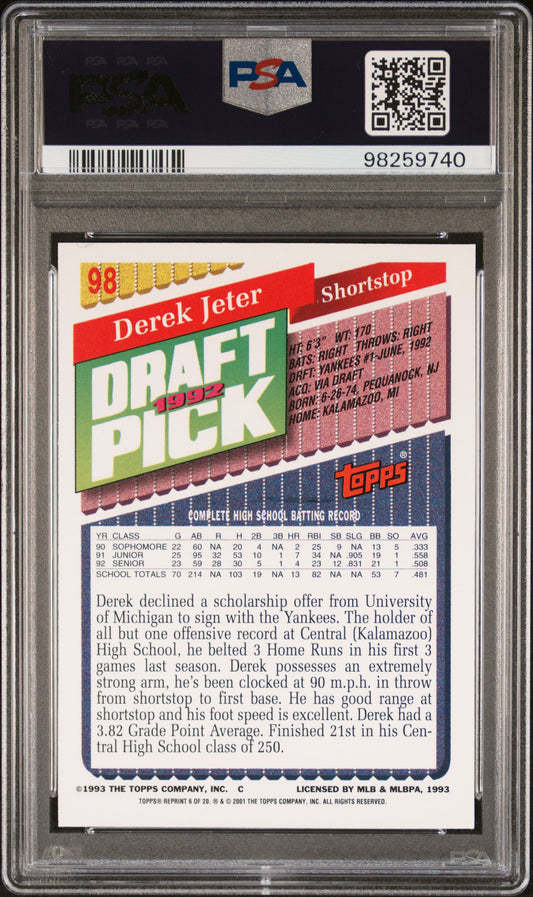 PSA PSA PSA
PSA
PSA PSA PSA
PSA
98259740
98
Derek Jeter
Shortstop
DRAFT
1992
PICK
HT: 6'3" WT: 170
BATS: RIGHT THROWS: RIGHT
DRFT: YANKEES #1-JUNE, 1992
ACQ: VIA DRAFT
BORN: 6-26-74, PEQUANOCK, NJ
HOME: KALAMAZOO, MI
TOPPS®
COMPLETE HIGH SCHOOL BATTING RECORD
YR CLASS G AB R H 2B 3B HR RBI SB SLG BB SO AVG
90 SOPHOMORE 22 60 NA 20 4 NA 2 25 9 NA 13 5 .333
91 JUNIOR 25 95 32 53 10 1 7 34 NA .905 19 1 .558
92 SENIOR 23 59 28 30 5 1 4 23 12 .831 21 1 .508
SCHOOL TOTALS 70 214 NA 103 19 NA 13 82 NA NA 53 7 .481
Derek declined a scholarship offer from University
of Michigan to sign with the Yankees. The holder of
all but one offensive record at Central (Kalamazoo)
High School, he belted 3 Home Runs in his first 3
games last season. Derek possesses an extremely
strong arm, he's been clocked at 90 m.p.h. in throw
from shortstop to first base. He has good range at
shortstop and his foot speed is excellent. Derek had a
3.82 Grade Point Average. Finished 21st in his Cen-
tral High School class of 250.
©1993 THE TOPPS COMPANY, INC. C LICENSED BY MLB & MLBPA, 1993
TOPPS® REPRINT 6 OF 20. ® & © 2001 THE TOPPS COMPANY, INC. ALL RIGHTS RESERVED.
PSA